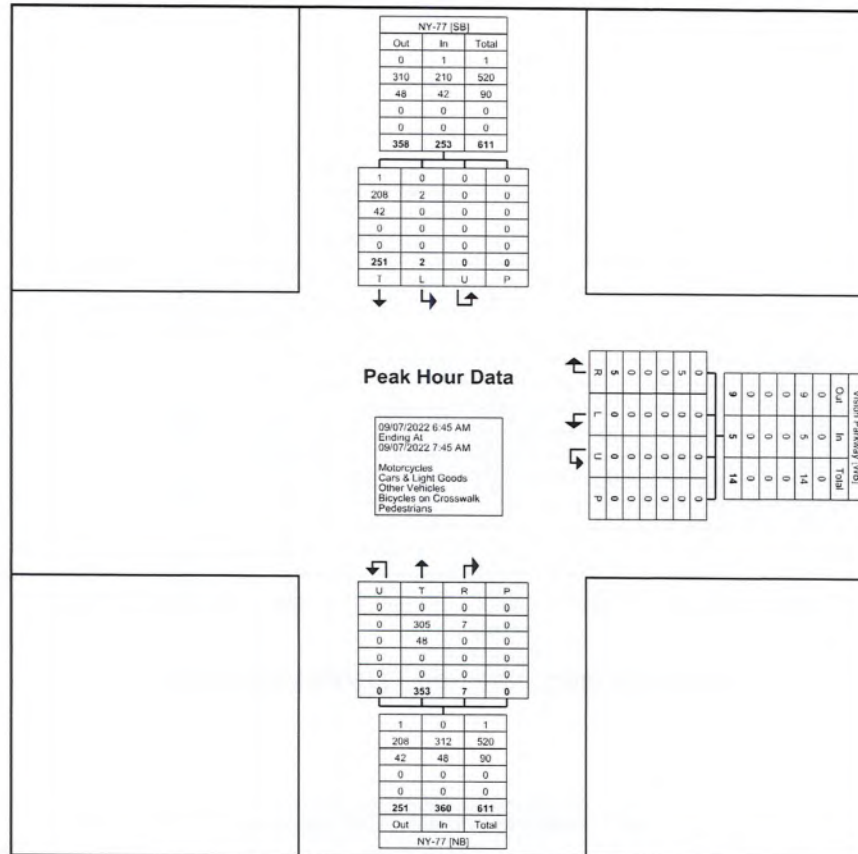 NY-77 [SB]
Out In Total
0 1 1
310 210 520
48 42 90
0 0 0
0 0 0
358 253 611
1 0 0 0
208 2 0 0
42 0 0 0
0 0 0 0
0 0 0 0
251 2 0 0
T L U P
Peak Hour Data
09/07/2022 6:45 AM
Ending At
09/07/2022 7:45 AM
Motorcycles
Cars & Light Goods
Other Vehicles
Bicycles on Crosswalk
Pedestrians
Vision Parkway [WB]
Out In Total
0 0 0
9 5 14
0 0 0
0 0 0
0 0 0
9 5 14
0 0 0 0
5 0 0 0
0 0 0 0
0 0 0 0
0 0 0 0
5 0 0 0
R L U P
U T R P
0 0 0 0
0 305 7 0
0 48 0 0
0 0 0 0
0 0 0 0
0 353 7 0
1 0 1
208 312 520
42 48 90
0 0 0
0 0 0
251 360 611
Out In Total
NY-77 [NB]